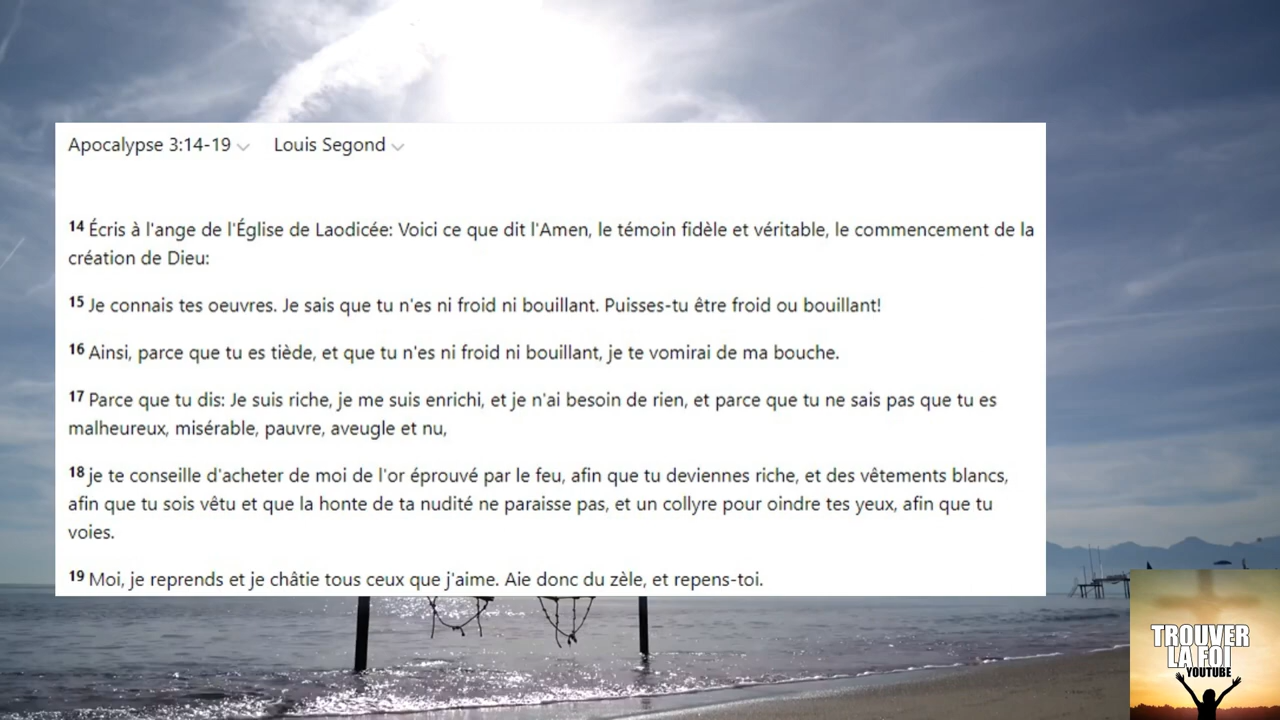 Apocalypse 3:14-19 Louis Segond
14 Écris à l'ange de l'Église de Laodicée: Voici ce que dit l'Amen, le témoin fidèle et véritable, le commencement de la
création de Dieu:
15 Je connais tes oeuvres. Je sais que tu n'es ni froid ni bouillant. Puisses-tu être froid ou bouillant!
16 Ainsi, parce que tu es tiède, et que tu n'es ni froid ni bouillant, je te vomirai de ma bouche.
17 Parce que tu dis: Je suis riche, je me suis enrichi, et je n'ai besoin de rien, et parce que tu ne sais pas que tu es
malheureux, misérable, pauvre, aveugle et nu,
18 je te conseille d'acheter de moi de l'or éprouvé par le feu, afin que tu deviennes riche, et des vêtements blancs,
afin que tu sois vêtu et que la honte de ta nudité ne paraisse pas, et un collyre pour oindre tes yeux, afin que tu
voies.
19 Moi, je reprends et je châtie tous ceux que j'aime. Aie donc du zèle, et repens-toi.
TROUVER
LA FOI
YOUTUBE